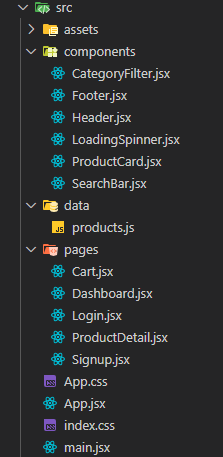 src
assets
components
CategoryFilter.jsx
Footer.jsx
Header.jsx
LoadingSpinner.jsx
ProductCard.jsx
SearchBar.jsx
data
JS products.js
pages
Cart.jsx
Dashboard.jsx
Login.jsx
ProductDetail.jsx
Signup.jsx
App.css
App.jsx
index.css
main.jsx